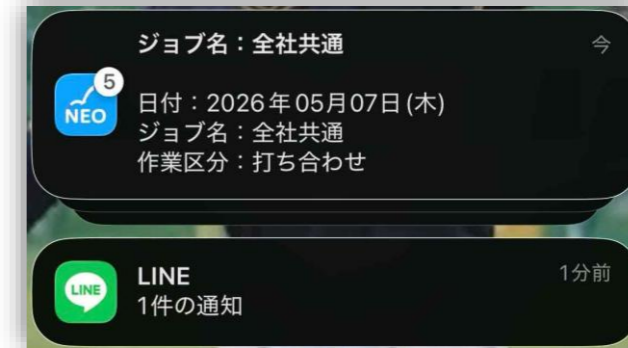 ジョブ名：全社共通
今
5
NEO
日付：2026年05月07日(木)
ジョブ名：全社共通
作業区分：打ち合わせ
LINE
LINE
1分前
1件の通知